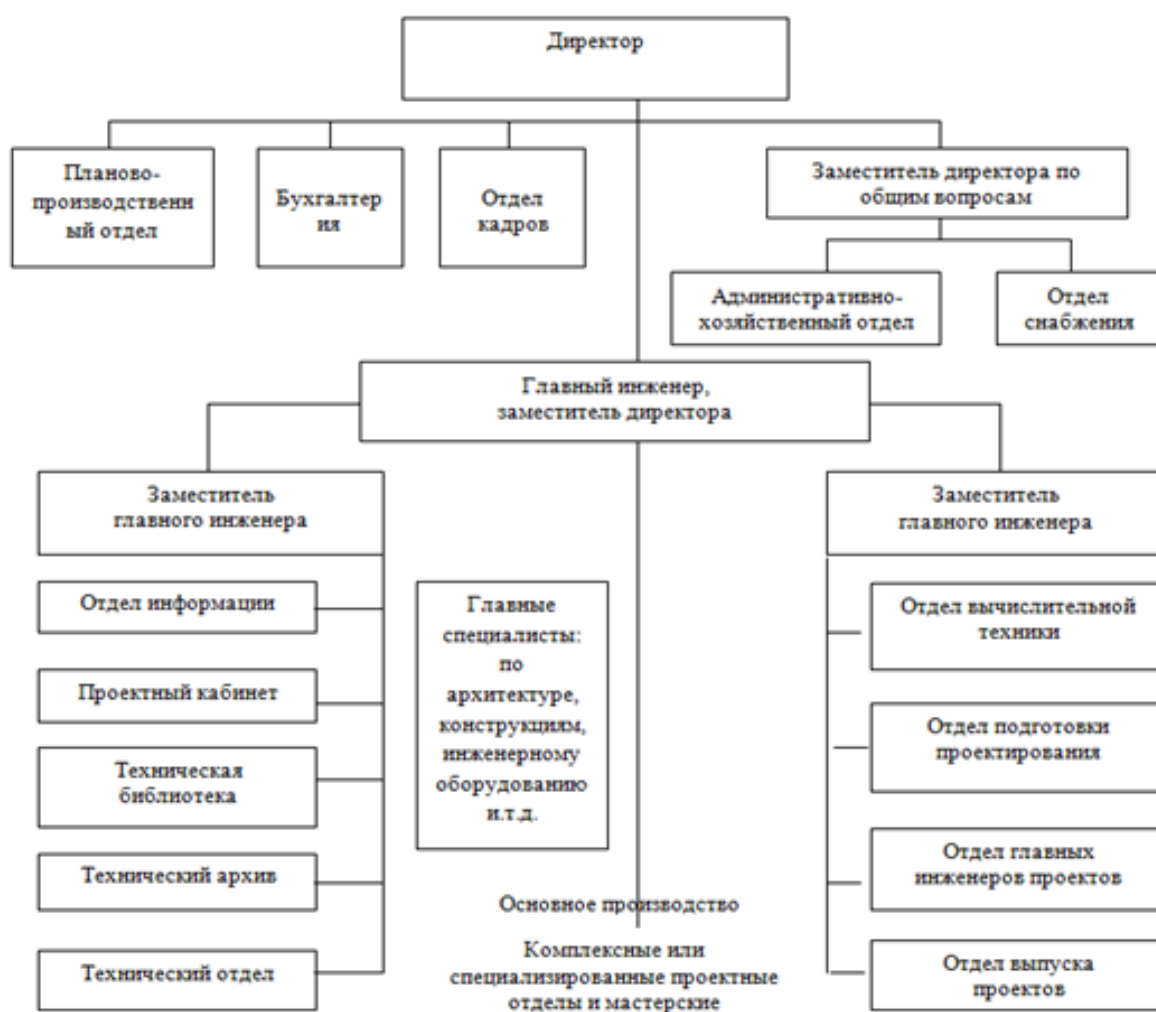 Директор
Планово-
производственн
ый отдел
Бухгалтер
ия
Отдел
кадров
Заместитель директора по
общим вопросам
Административно-
хозяйственный отдел
Отдел
снабжения
Главный инженер,
заместитель директора
Заместитель
главного инженера
Отдел информации
Проектный кабинет
Техническая
библиотека
Технический архив
Технический отдел
Главные
специалисты:
по
архитектуре,
конструкциям,
инженерному
оборудованию
и.т.д.
Основное производство
Комплексные или
специализированные проектные
отделы и мастерские
Заместитель
главного инженера
Отдел вычислительной
техники
Отдел подготовки
проектирования
Отдел главных
инженеров проектов
Отдел выпуска
проектов